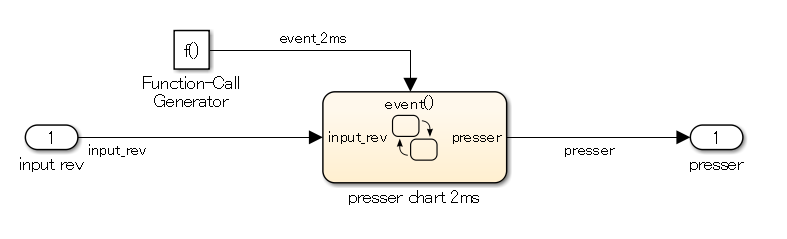 f()
event_2ms
Function-Call
Generator
event()
1
input_rev
input_rev
presser
presser
1
input rev
presser
presser chart 2ms